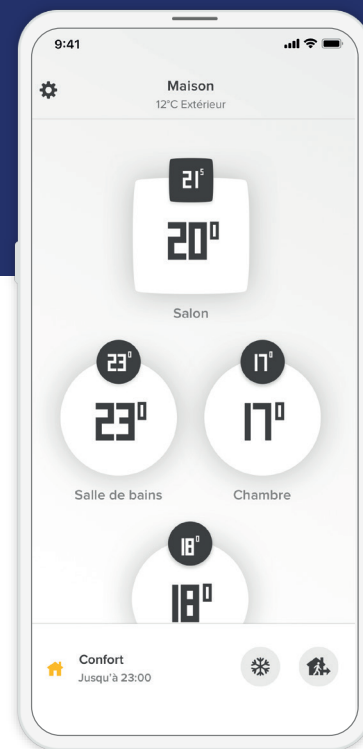 9:41
Maison
12°C Extérieur
21⁵
20°
Salon
23°
23°
17°
17°
Salle de bains
Chambre
18°
18°
Confort
Jusqu'à 23:00